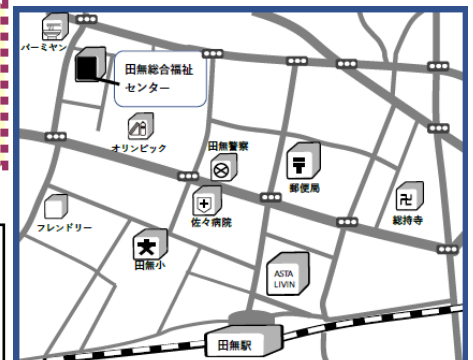 バーミヤン
田無総合福祉
センター
オリンピック
田無警察
郵便局
フレンドリー
佐々病院
卍
総持寺
田無小
ASTA
LIVIN
田無駅